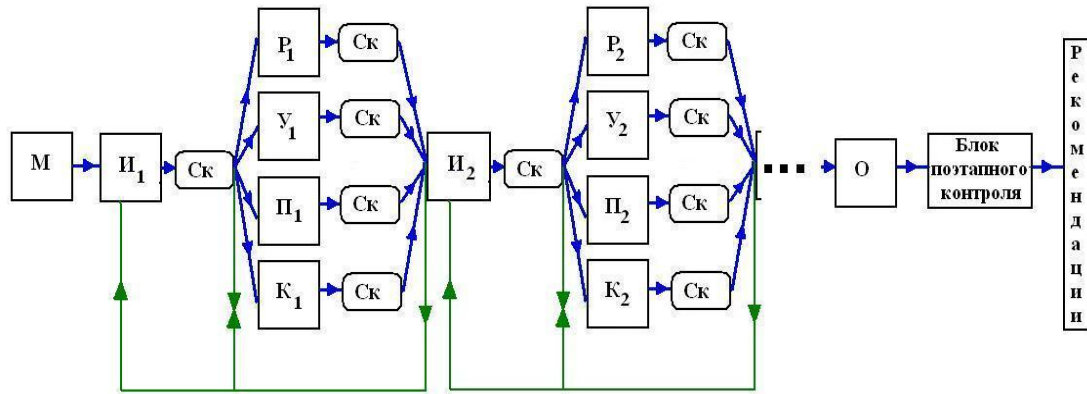 М
И1
Ск
Р1
Ск
У1
Ск
П1
Ск
К1
Ск
И2
Ск
Р2
Ск
У2
Ск
П2
Ск
К2
Ск
...
О
Блок
поэтапного
контроля
Рекомендации